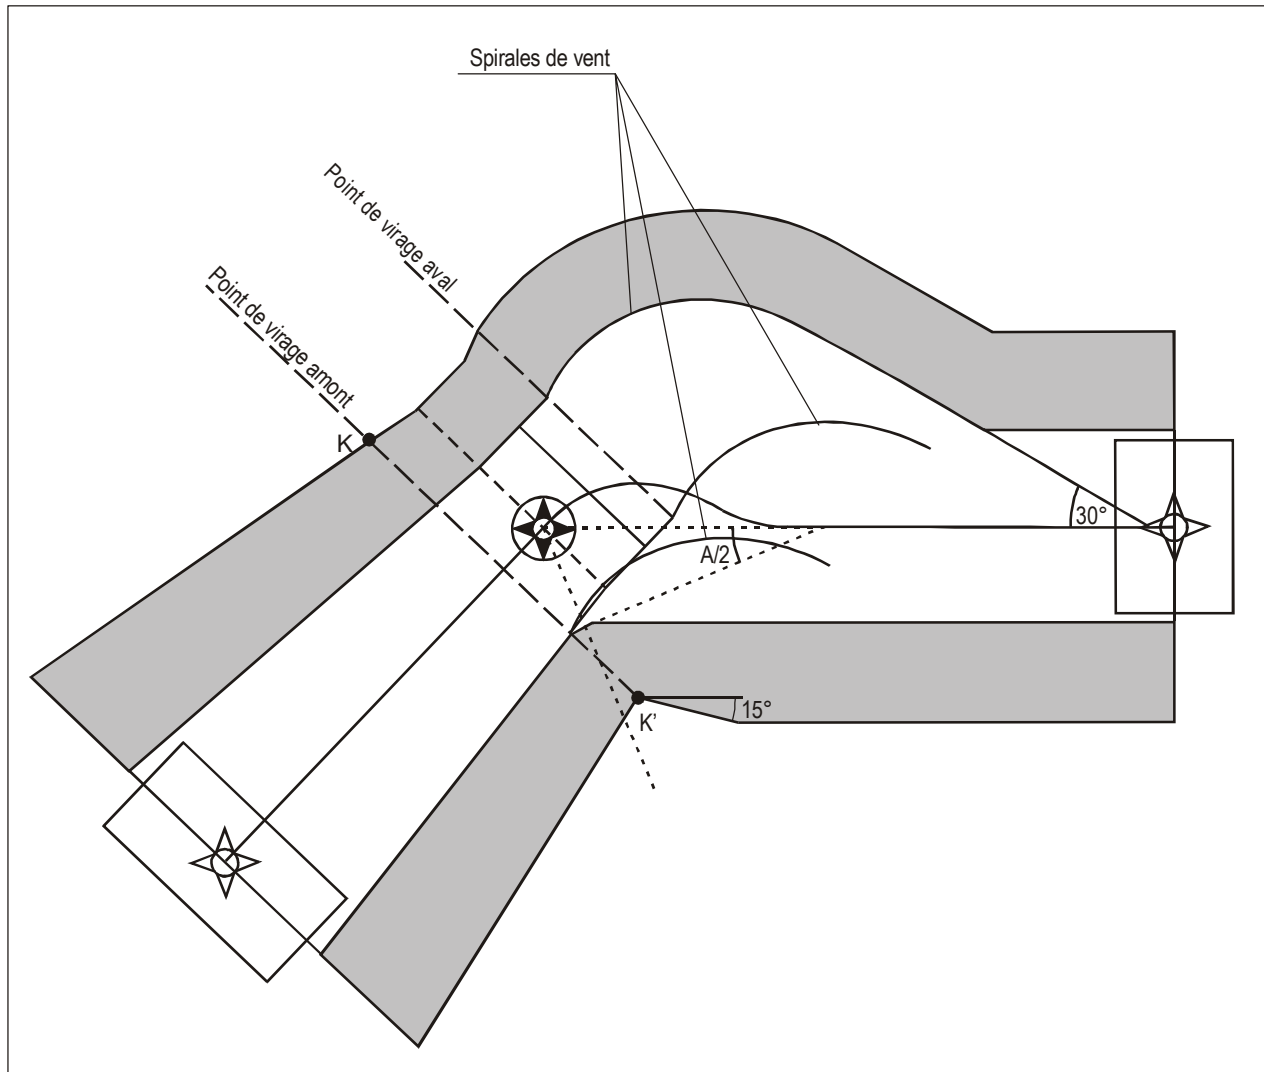 Spirales de vent
Point de virage aval
Point de virage amont
K
A/2
30°
15°
K’